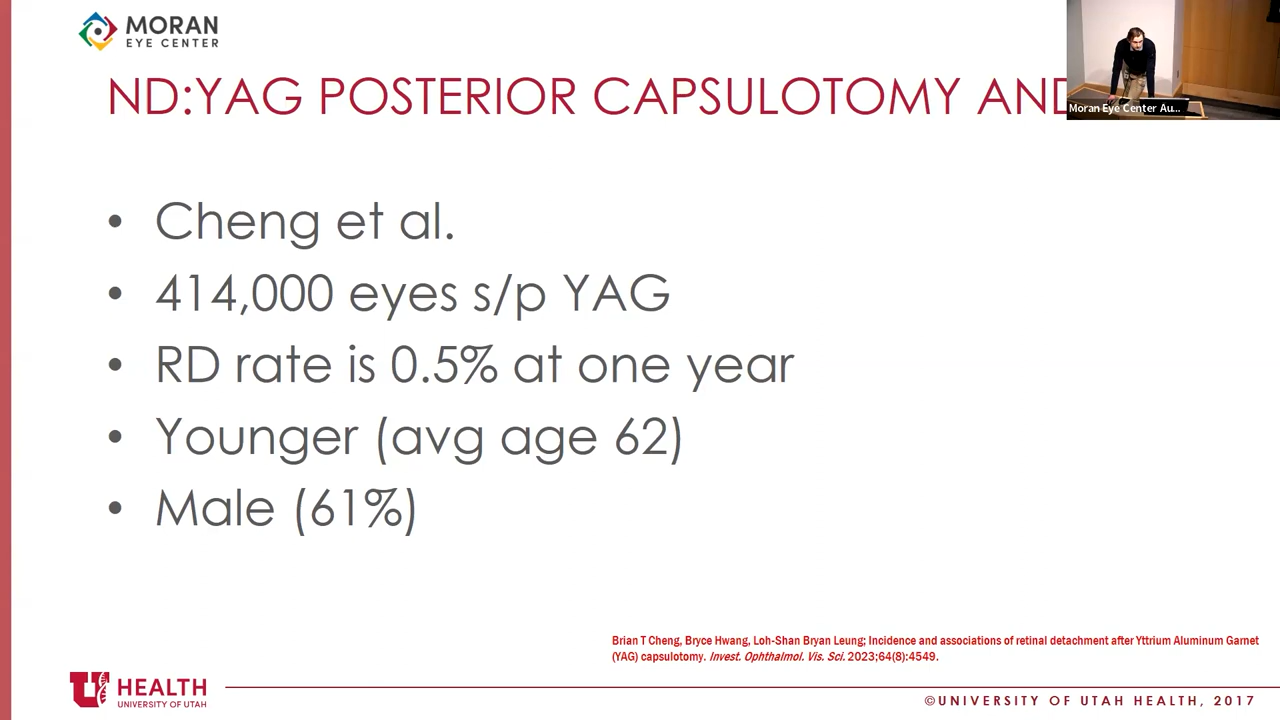 MORAN
EYE CENTER
ND:YAG POSTERIOR CAPSULOTOMY AND
Moran Eye Center Au...
• Cheng et al.
• 414,000 eyes s/p YAG
• RD rate is 0.5% at one year
• Younger (avg age 62)
• Male (61%)
Brian T Cheng, Bryce Hwang, Loh-Shan Bryan Leung; Incidence and associations of retinal detachment after Yttrium Aluminum Garnet
(YAG) capsulotomy. Invest. Ophthalmol. Vis. Sci. 2023;64(8):4549.
U HEALTH
UNIVERSITY OF UTAH
©UNIVERSITY OF UTAH HEALTH, 2017